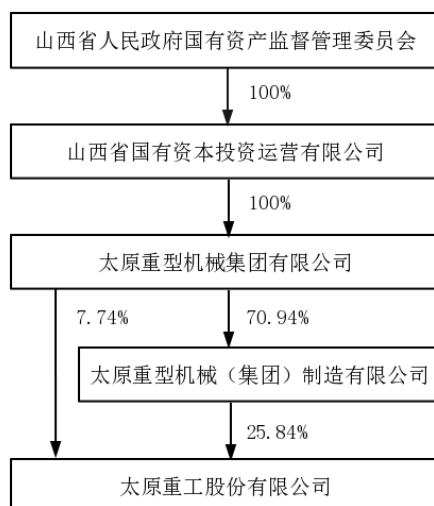 山西省人民政府国有资产监督管理委员会
100%
山西省国有资本投资运营有限公司
100%
太原重型机械集团有限公司
7.74%
70.94%
太原重型机械（集团）制造有限公司
25.84%
太原重工股份有限公司